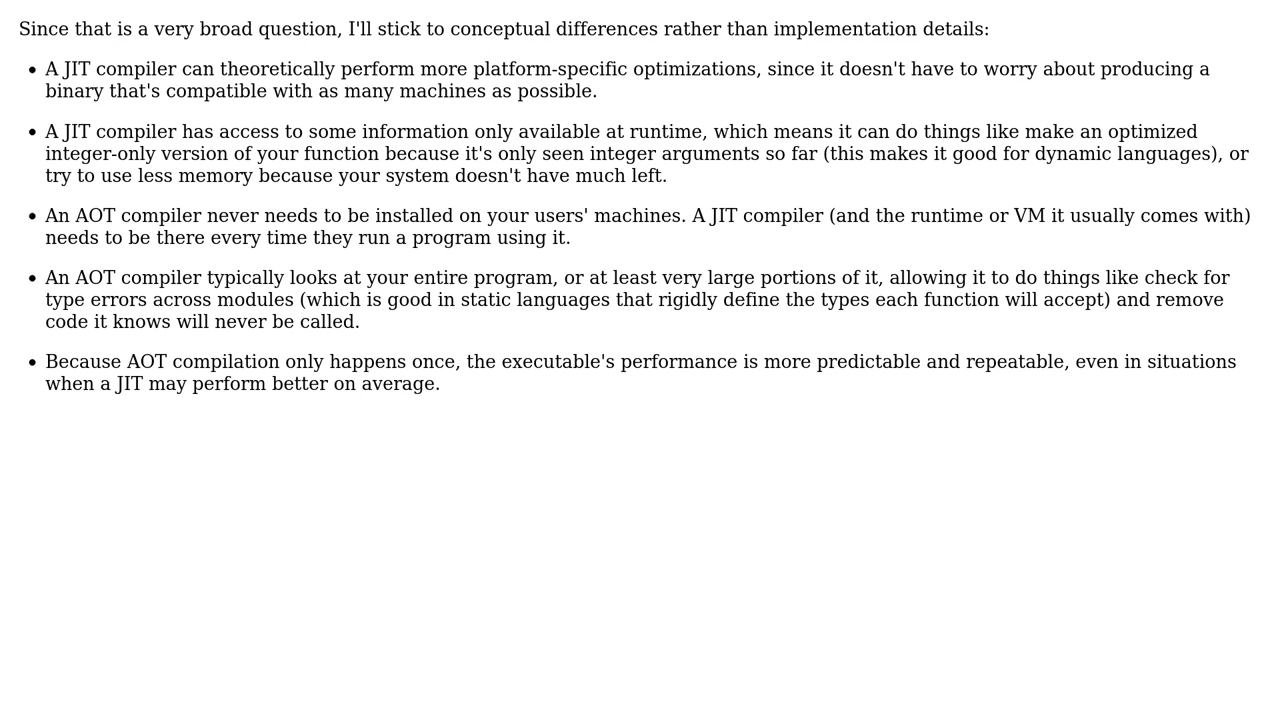 Since that is a very broad question, I'll stick to conceptual differences rather than implementation details:
• A JIT compiler can theoretically perform more platform-specific optimizations, since it doesn't have to worry about producing a
binary that's compatible with as many machines as possible.
• A JIT compiler has access to some information only available at runtime, which means it can do things like make an optimized
integer-only version of your function because it's only seen integer arguments so far (this makes it good for dynamic languages), or
try to use less memory because your system doesn't have much left.
• An AOT compiler never needs to be installed on your users' machines. A JIT compiler (and the runtime or VM it usually comes with)
needs to be there every time they run a program using it.
• An AOT compiler typically looks at your entire program, or at least very large portions of it, allowing it to do things like check for
type errors across modules (which is good in static languages that rigidly define the types each function will accept) and remove
code it knows will never be called.
• Because AOT compilation only happens once, the executable's performance is more predictable and repeatable, even in situations
when a JIT may perform better on average.